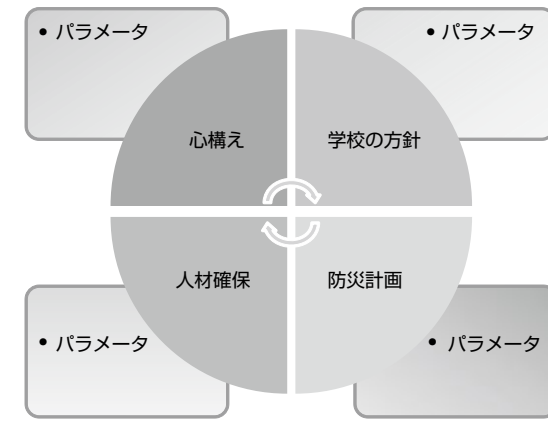 • パラメータ
• パラメータ
心構え
学校の方針
人材確保
防災計画
• パラメータ
• パラメータ